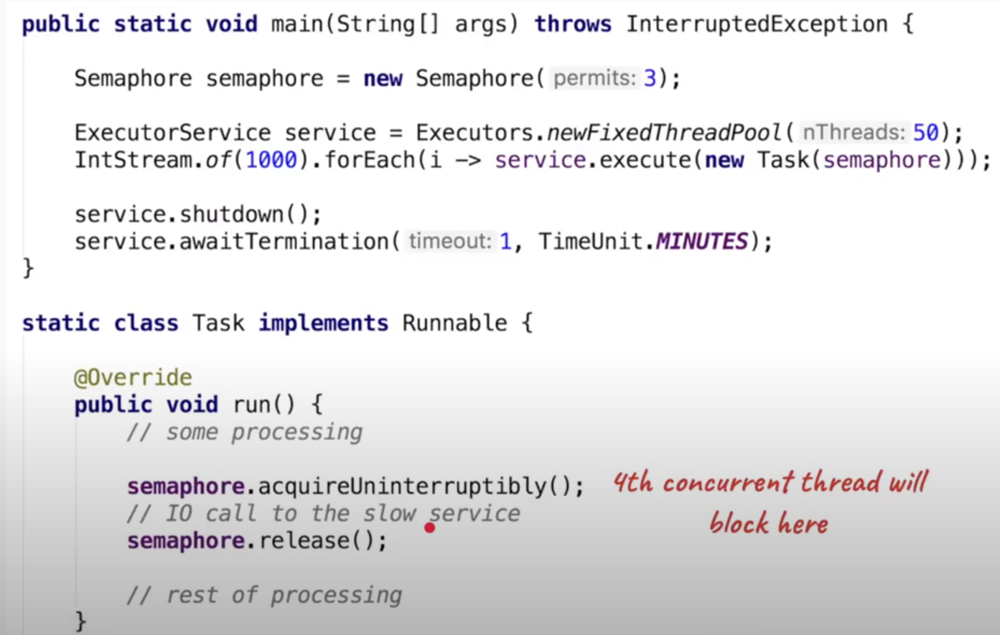 public static void main(String[] args) throws InterruptedException {
Semaphore semaphore = new Semaphore( permits: 3);
ExecutorService service = Executors.newFixedThreadPool( nThreads: 50);
IntStream.of(1000).forEach(i -> service.execute(new Task(semaphore)));
service.shutdown();
service.awaitTermination( timeout: 1, TimeUnit.MINUTES);
}
static class Task implements Runnable {
@Override
public void run() {
// some processing
semaphore.acquireUninterruptibly(); 4th concurrent thread will
// IO call to the slow service block here
semaphore.release();
// rest of processing
}